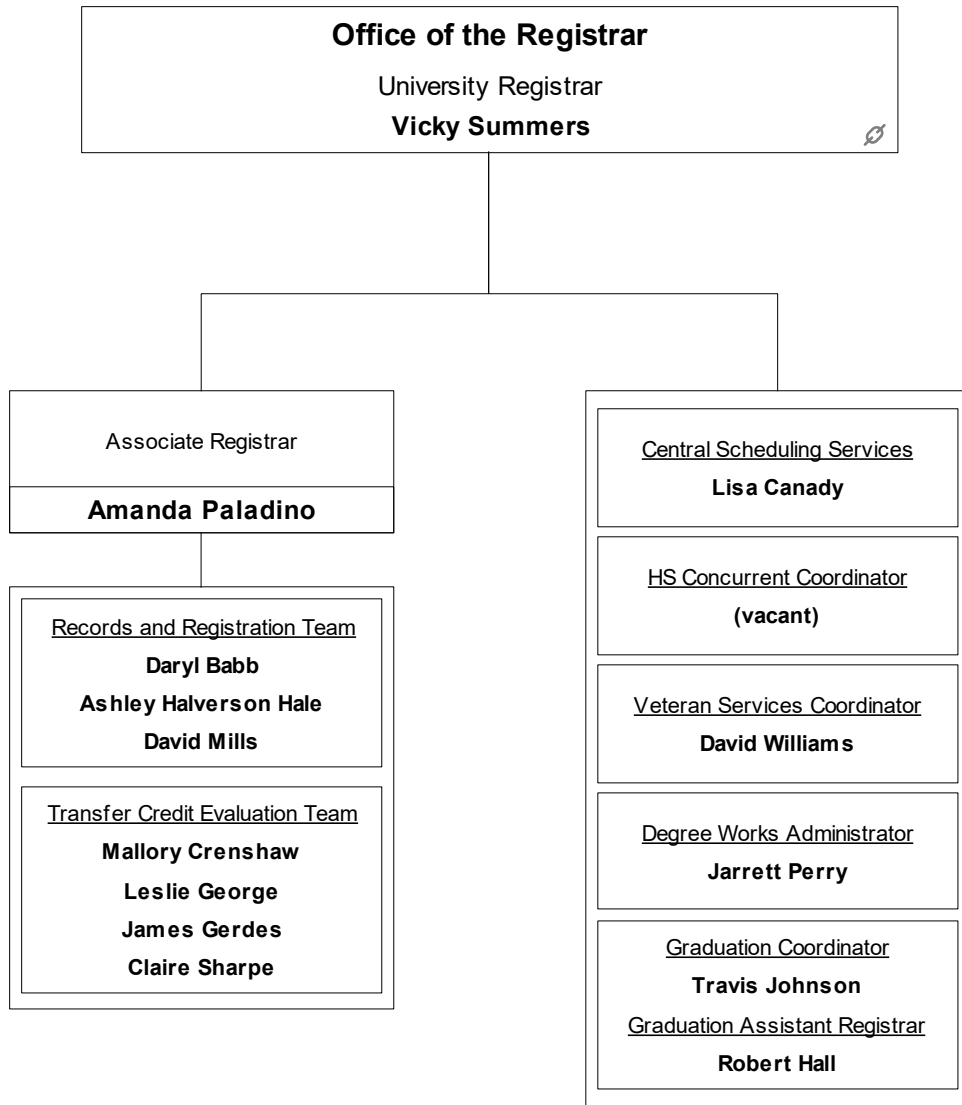 Office of the Registrar
University Registrar
Vicky Summers
Associate Registrar
Amanda Paladino
Records and Registration Team
Daryl Babb
Ashley Halverson Hale
David Mills
Transfer Credit Evaluation Team
Mallory Crenshaw
Leslie George
James Gerdes
Claire Sharpe
Central Scheduling Services
Lisa Canady
HS Concurrent Coordinator
(vacant)
Veteran Services Coordinator
David Williams
Degree Works Administrator
Jarrett Perry
Graduation Coordinator
Travis Johnson
Graduation Assistant Registrar
Robert Hall